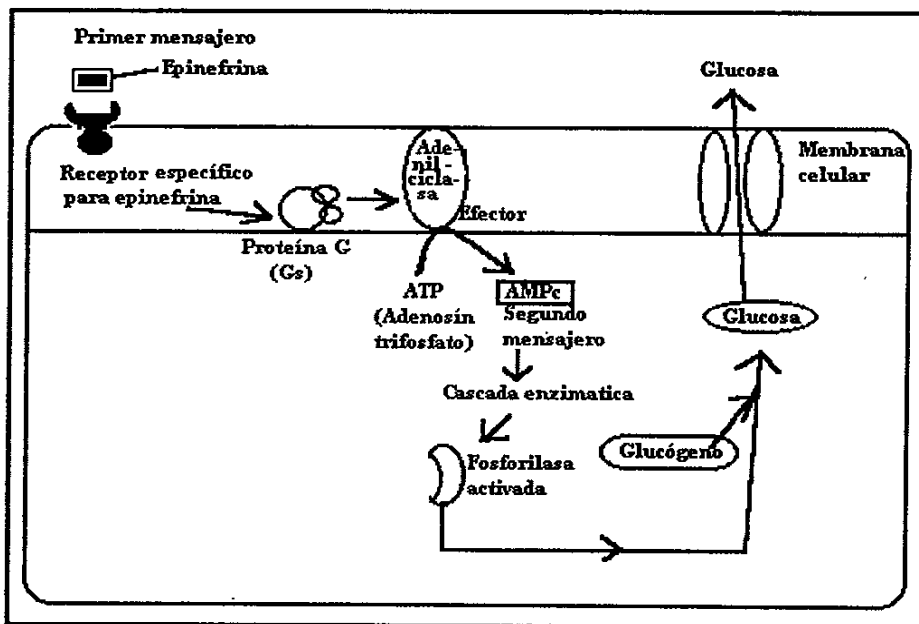 Primer mensajero
Epinefrina
Receptor específico
para epinefrina
Proteína G
(Gs)
Ade-
nil-
cicla-
sa
Efector
ATP
(Adenosín
trifosfato)
AMPc
Segundo
mensajero
Cascada enzimatica
Fosforilasa
activada
Glucógeno
Glucosa
Glucosa
Membrana
celular